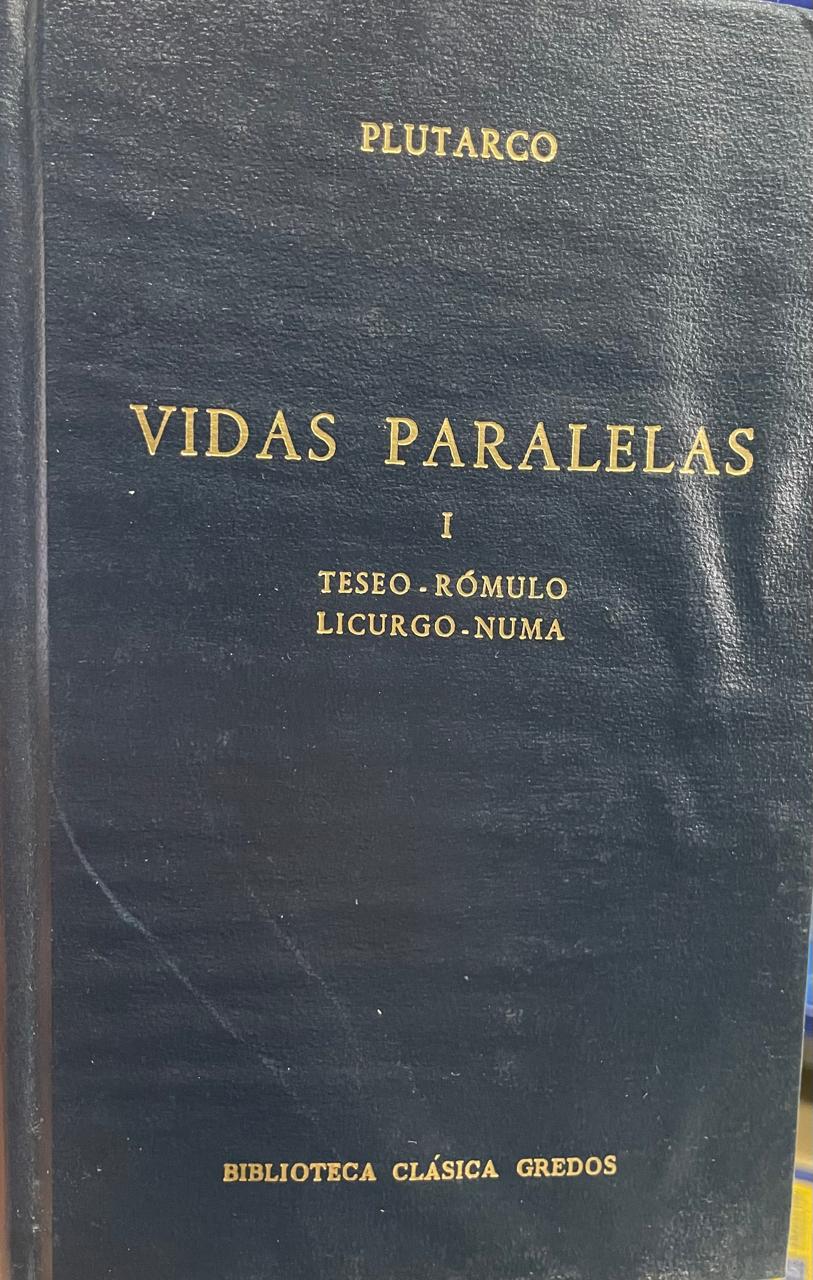 PLUTARCO
VIDAS PARALELAS
I
TESEO-RÓMULO
LICURGO-NUMA
BIBLIOTECA CLÁSICA GREDOS